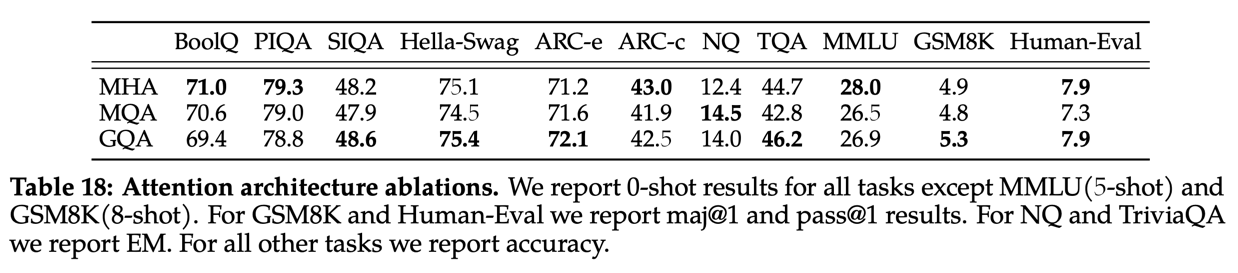 BoolQ PIQA SIQA Hella-Swag ARC-e ARC-c NQ TQA MMLU GSM8K Human-Eval
MHA 71.0 79.3 48.2 75.1 71.2 43.0 12.4 44.7 28.0 4.9 7.9
MQA 70.6 79.0 47.9 74.5 71.6 41.9 14.5 42.8 26.5 4.8 7.3
GQA 69.4 78.8 48.6 75.4 72.1 42.5 14.0 46.2 26.9 5.3 7.9
Table 18: Attention architecture ablations. We report 0-shot results for all tasks except MMLU(5-shot) and
GSM8K(8-shot). For GSM8K and Human-Eval we report maj@1 and pass@1 results. For NQ and TriviaQA
we report EM. For all other tasks we report accuracy.